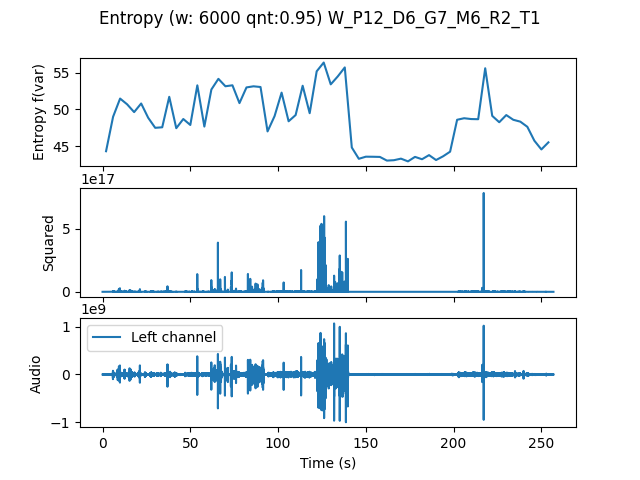 Entropy (w: 6000 qnt:0.95) W_P12_D6_G7_M6_R2_T1
55
50
45
Entropy f(var)
1e17
5
0
Squared
1e9
1
0
−1
Left channel
Audio
0
50
100
150
200
250
Time (s)